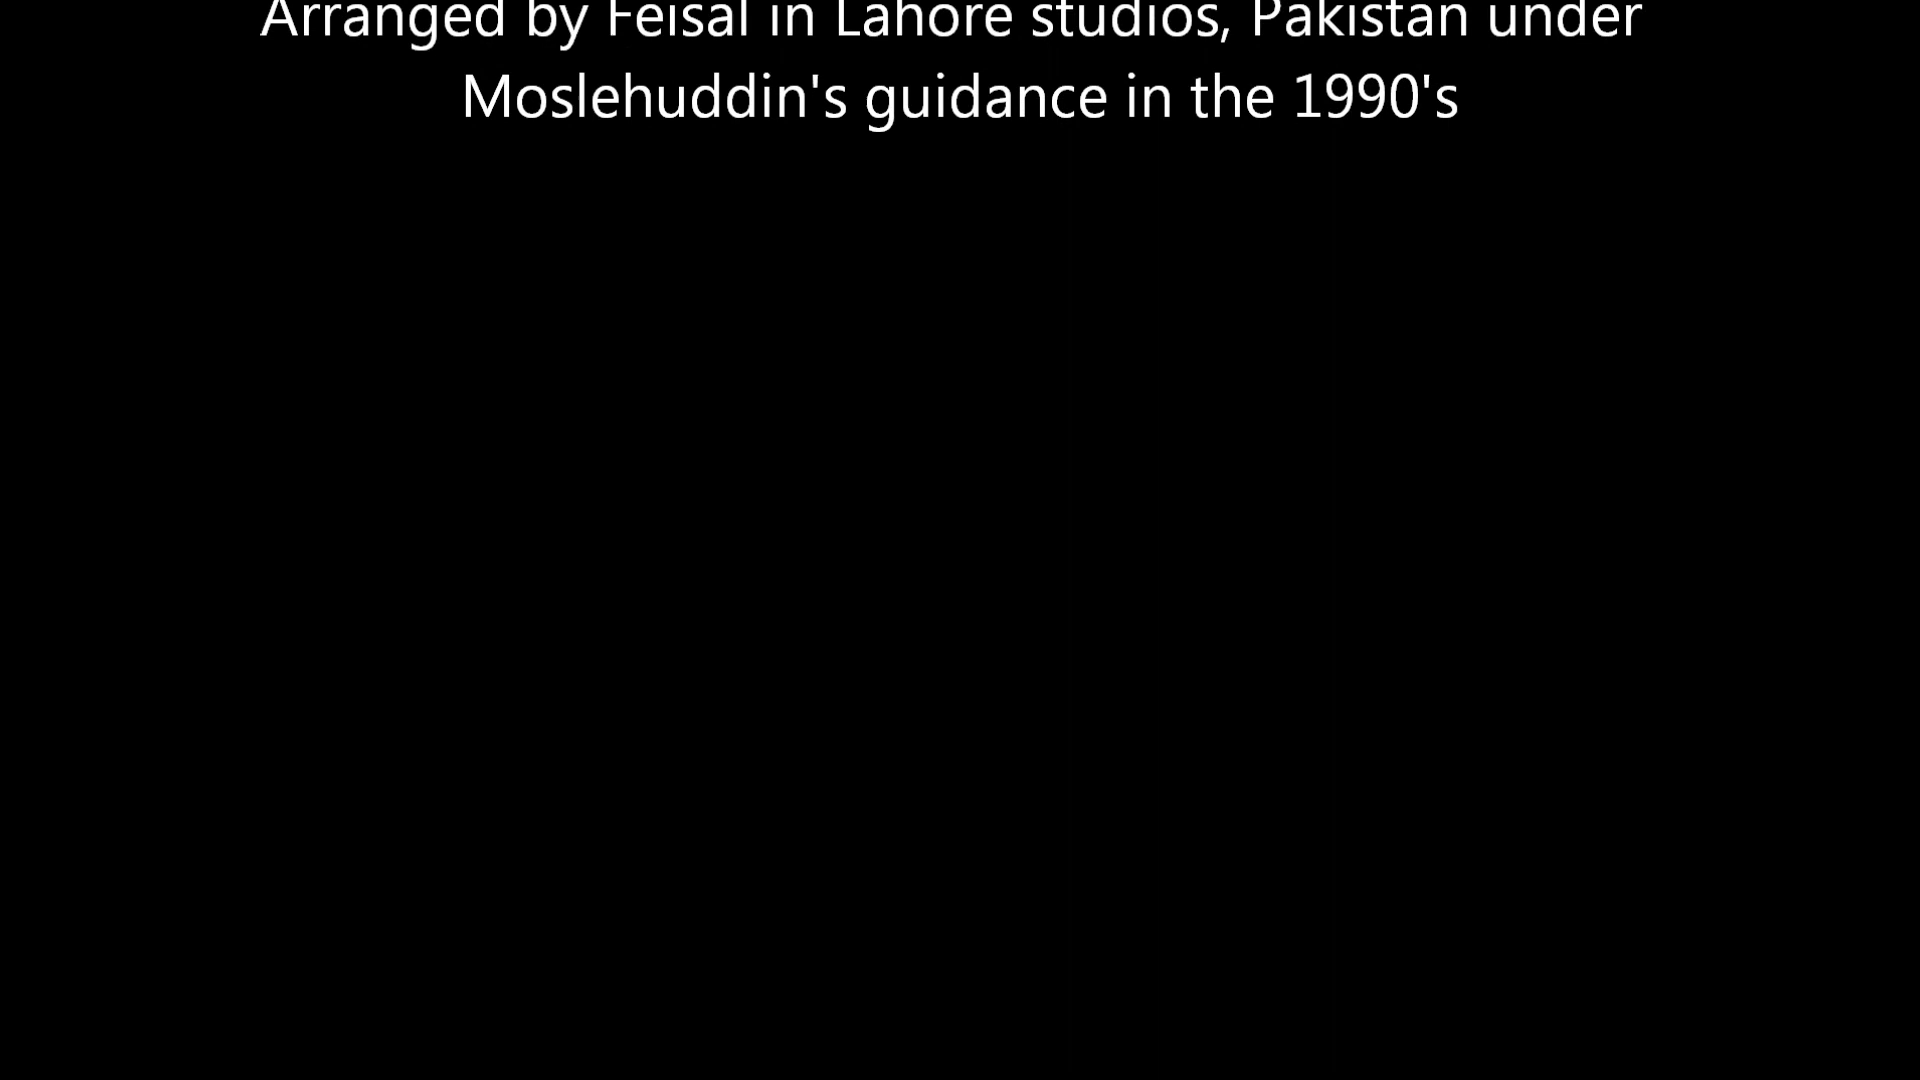 Arranged by Feisal in Lahore studios, Pakistan under
Moslehuddin's guidance in the 1990's